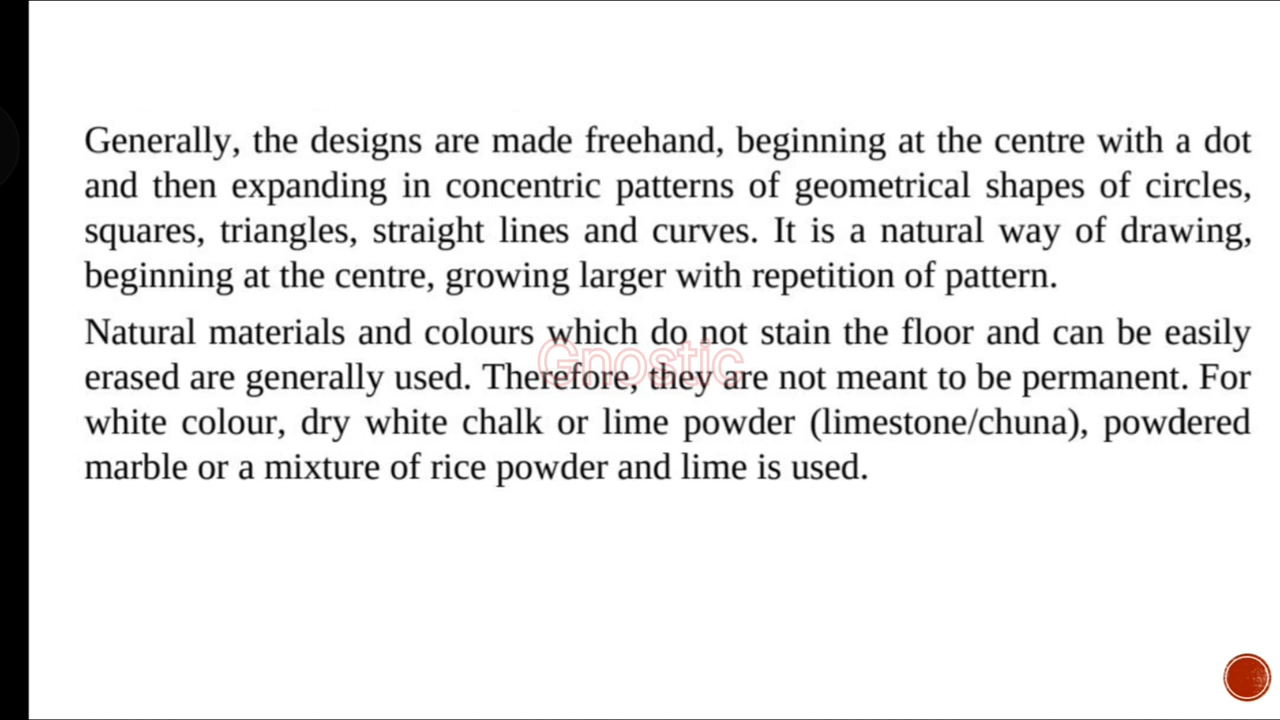 Generally, the designs are made freehand, beginning at the centre with a dot
and then expanding in concentric patterns of geometrical shapes of circles,
squares, triangles, straight lines and curves. It is a natural way of drawing,
beginning at the centre, growing larger with repetition of pattern.
Natural materials and colours which do not stain the floor and can be easily
Gnostic
erased are generally used. Therefore, they are not meant to be permanent. For
white colour, dry white chalk or lime powder (limestone/chuna), powdered
marble or a mixture of rice powder and lime is used.